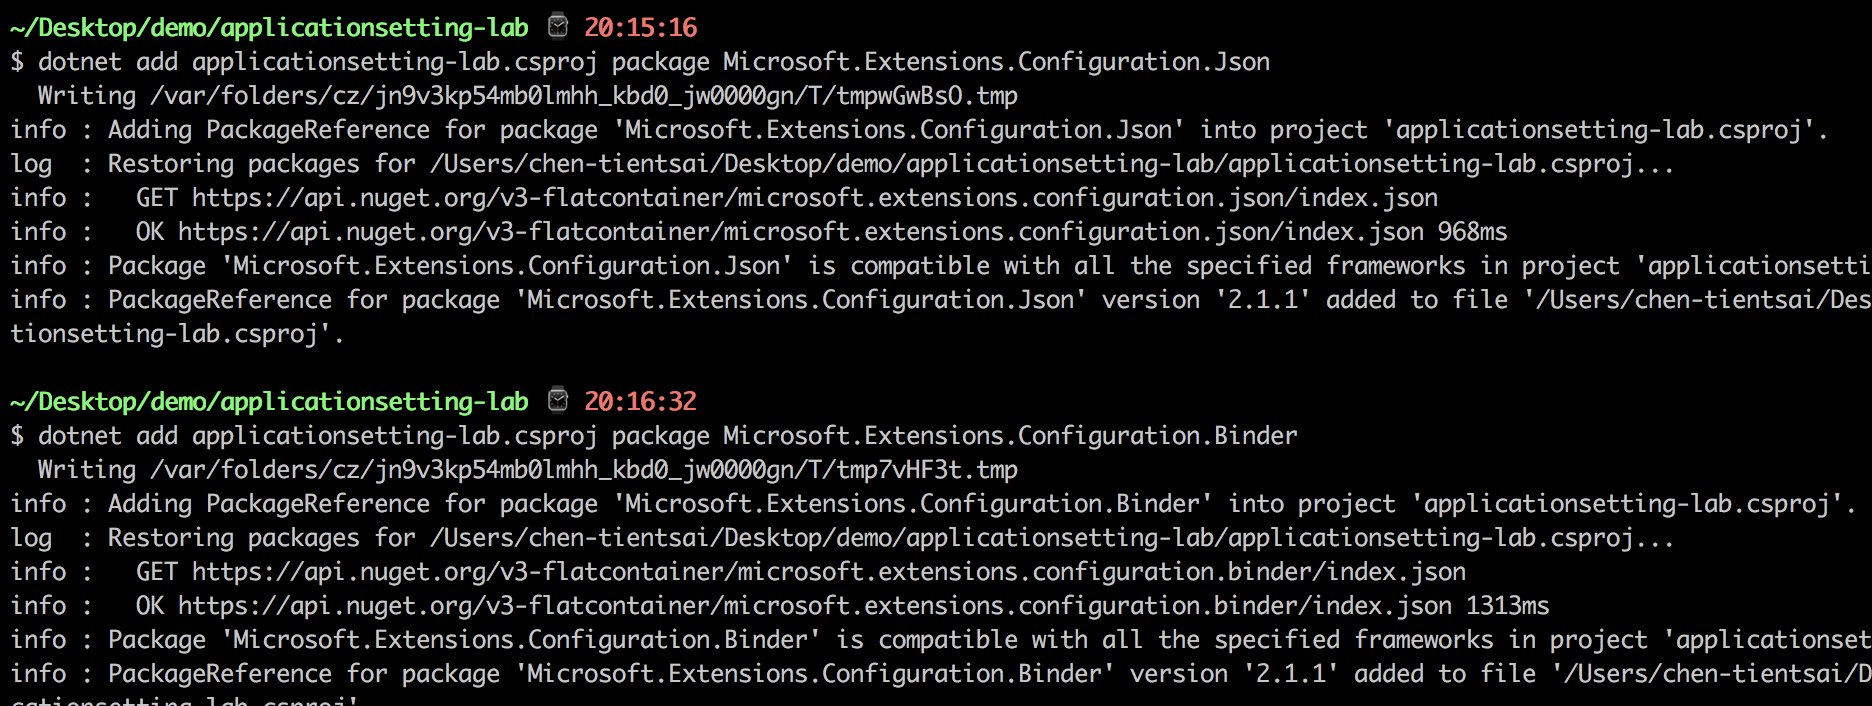 ~/Desktop/demo/applicationsetting-lab ⌚ 20:15:16
$ dotnet add applicationsetting-lab.csproj package Microsoft.Extensions.Configuration.Json
  Writing /var/folders/cz/jn9v3kp54mb0lmhh_kbd0_jw0000gn/T/tmpwGwBsO.tmp
info : Adding PackageReference for package 'Microsoft.Extensions.Configuration.Json' into project 'applicationsetting-lab.csproj'.
log  : Restoring packages for /Users/chen-tientsai/Desktop/demo/applicationsetting-lab/applicationsetting-lab.csproj...
info :   GET https://api.nuget.org/v3-flatcontainer/microsoft.extensions.configuration.json/index.json
info :   OK https://api.nuget.org/v3-flatcontainer/microsoft.extensions.configuration.json/index.json 968ms
info : Package 'Microsoft.Extensions.Configuration.Json' is compatible with all the specified frameworks in project 'applicationsetti
info : PackageReference for package 'Microsoft.Extensions.Configuration.Json' version '2.1.1' added to file '/Users/chen-tientsai/Des
tionsetting-lab.csproj'.
~/Desktop/demo/applicationsetting-lab ⌚ 20:16:32
$ dotnet add applicationsetting-lab.csproj package Microsoft.Extensions.Configuration.Binder
  Writing /var/folders/cz/jn9v3kp54mb0lmhh_kbd0_jw0000gn/T/tmp7vHF3t.tmp
info : Adding PackageReference for package 'Microsoft.Extensions.Configuration.Binder' into project 'applicationsetting-lab.csproj'.
log  : Restoring packages for /Users/chen-tientsai/Desktop/demo/applicationsetting-lab/applicationsetting-lab.csproj...
info :   GET https://api.nuget.org/v3-flatcontainer/microsoft.extensions.configuration.binder/index.json
info :   OK https://api.nuget.org/v3-flatcontainer/microsoft.extensions.configuration.binder/index.json 1313ms
info : Package 'Microsoft.Extensions.Configuration.Binder' is compatible with all the specified frameworks in project 'applicationset
info : PackageReference for package 'Microsoft.Extensions.Configuration.Binder' version '2.1.1' added to file '/Users/chen-tientsai/D
cationsetting-lab.csproj'